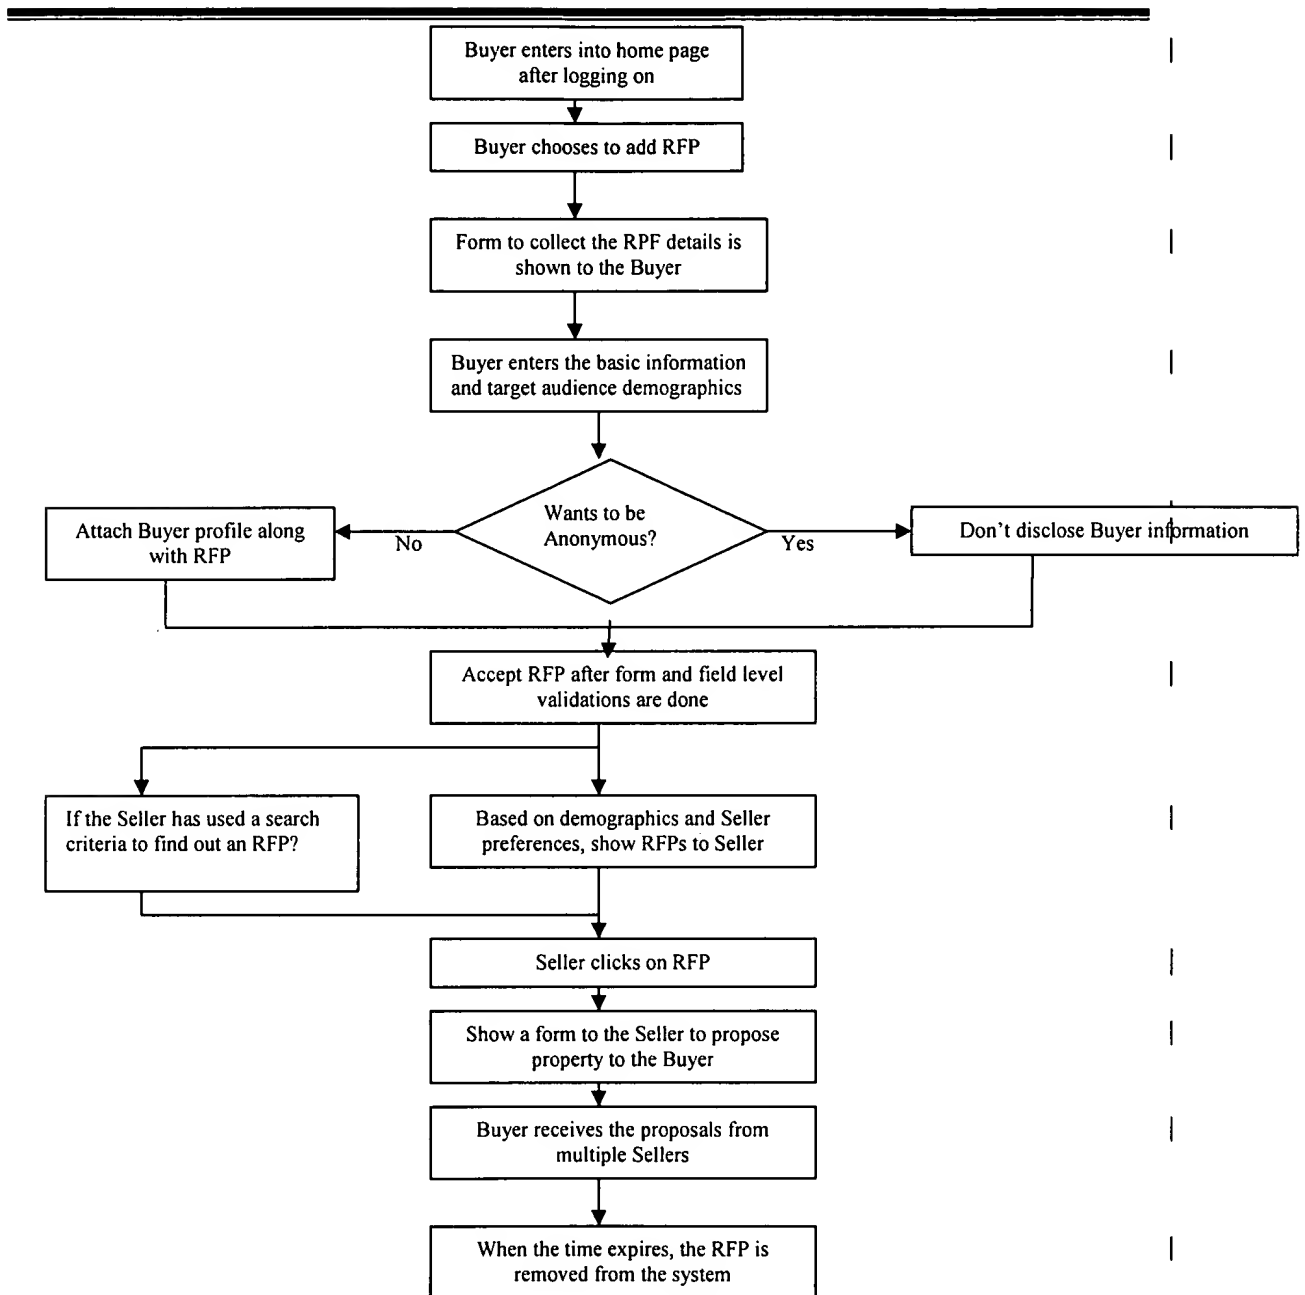 Buyer enters into home page
after logging on
Buyer chooses to add RFP
Form to collect the RPF details is
shown to the Buyer
Buyer enters the basic information
and target audience demographics
Wants to be
Anonymous?
Attach Buyer profile along
with RFP
No
Yes
Don't disclose Buyer information
Accept RFP after form and field level
validations are done
If the Seller has used a search
criteria to find out an RFP?
Based on demographics and Seller
preferences, show RFPs to Seller
Seller clicks on RFP
Show a form to the Seller to propose
property to the Buyer
Buyer receives the proposals from
multiple Sellers
When the time expires, the RFP is
removed from the system